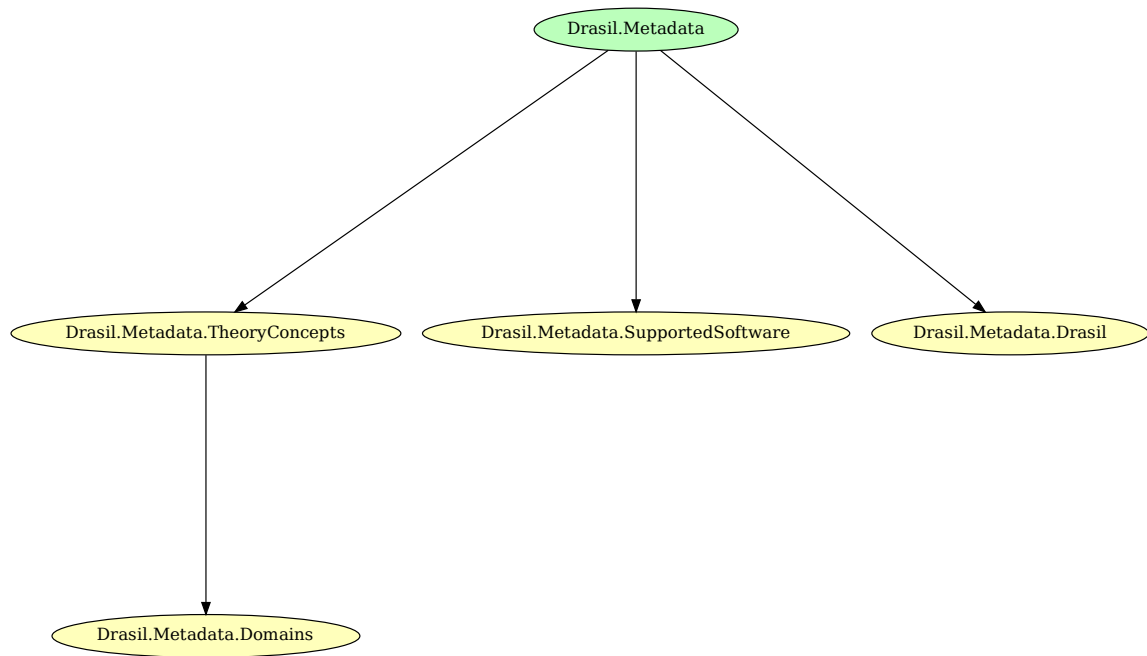 Drasil.Metadata
Drasil.Metadata.TheoryConcepts
Drasil.Metadata.SupportedSoftware
Drasil.Metadata.Drasil
Drasil.Metadata.Domains